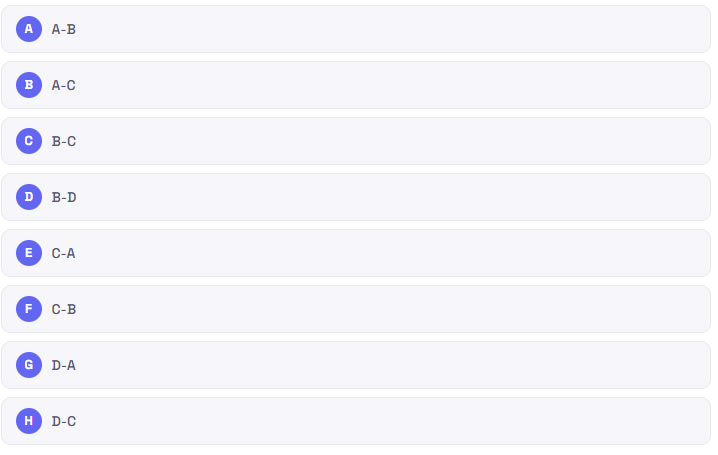 A A-B
B A-C
C B-C
D B-D
E C-A
F C-B
G D-A
H D-C